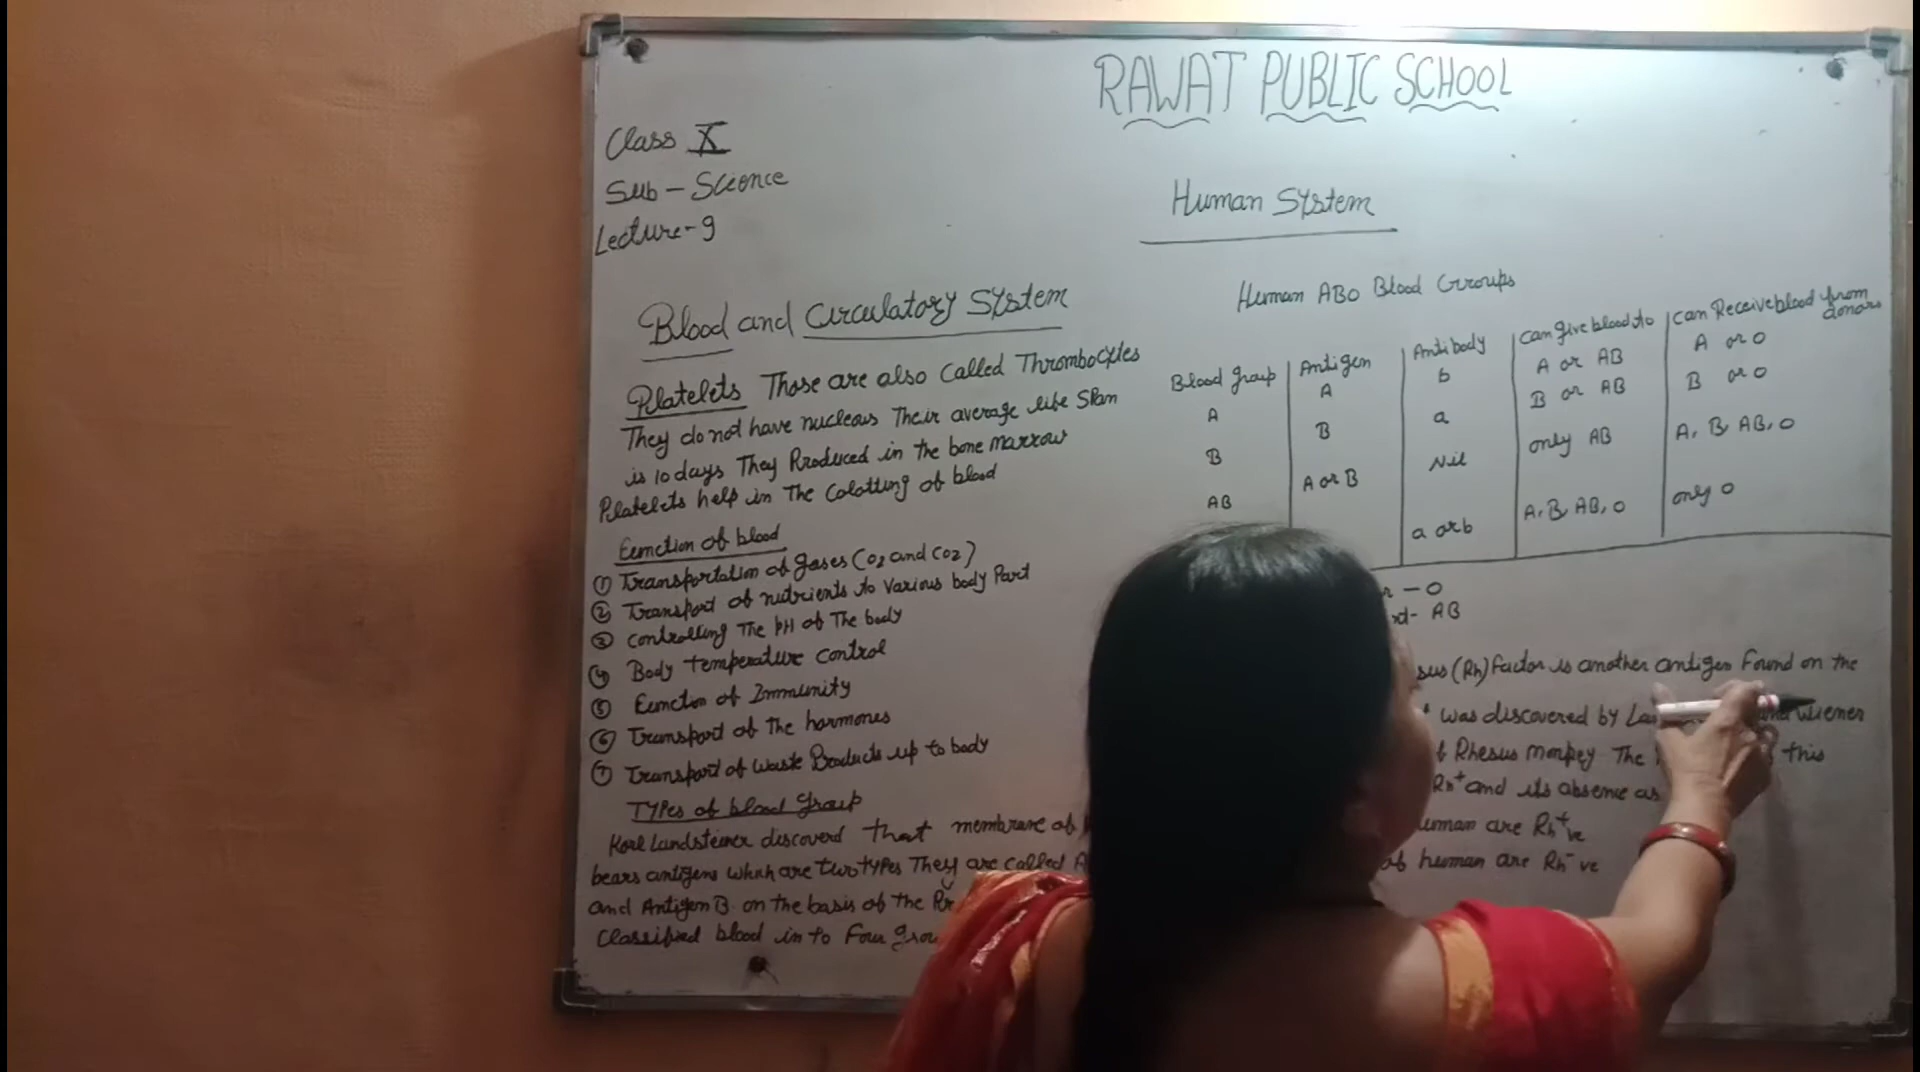 RAWAT PUBLIC SCHOOL
Class X
Sub - Science
Lecture-9
Human System
Blood and Circulatory System
Platelets Those are also Called Thrombocytes
They do not have nucleous Their average life Span
is 10 days They Produced in the bone marrow
Platelets help in The Colotting of blood
Function of blood
① Transportation of gases (O2 and CO2)
② Transport of nutrients to various body Part
③ Controlling The PH of The body
④ Body temperature control
⑤ Function of Immunity
⑥ Transport of The hormones
⑦ Transport of Waste Products up to body
Types of blood Group
Karl Landsteiner discoverd that membrane of
bears antigens which are two types They are called A
and Antigen B. on the basis of the
Classified blood in to Four
Human ABO Blood Groups
Blood group Antigen Antibody Can give blood to Can Receive blood from donars
A A b A or AB A or O
B B a B or AB B or O
AB A or B Nil only AB A, B, AB, O
a or b A, B, AB, O only O
- O
- AB
(Rh) Factor is another antigen Found on the
was discovered by Wiener
Rhesus monpey The this
Rh+ and its absence as
are Rh+ve
of human are Rh-ve